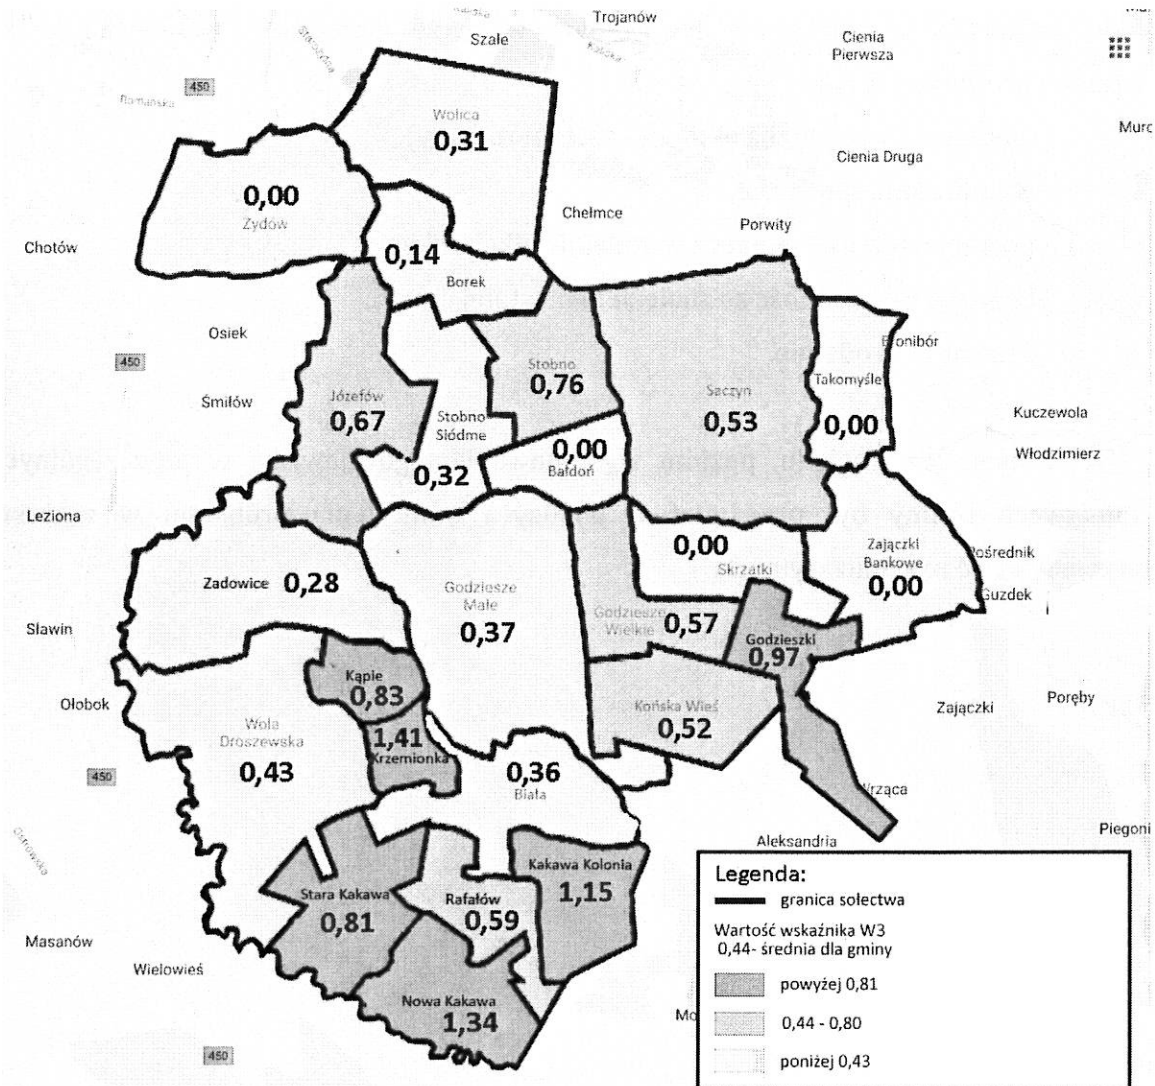 Trojanów
Szałe
Cienia
Pierwsza
450
Wolica
0,31
Cienia Druga
0,00
Żydów
Chełmce
Porwity
Chotów
0,14
Borek
Osiek
450
Stobno
0,76
Takomyśle
0,00
Józefów
0,67
Saczyn
0,53
Śmiłów
Stobno
Siódme
0,32
Kuczewola
0,00
Bałdoń
Włodzimierz
Leziona
0,00
Skrzatki
Zajączki
Bankowe
0,00
Zadowice 0,28
Godziesze
Małe
0,37
Guzdek
Godziesze
Wielkie
0,57
Sławin
Godzieszki
0,97
Kąpie
0,83
Ołobok
Końska Wieś
0,52
Zajączki
Poręby
Wola
Droszewska
0,43
1,41
Krzemionka
450
0,36
Biała
Aleksandria
Piegoni
Kakawa Kolonia
1,15
Stara Kakawa
0,81
Rafałów
0,59
Masanów
Wielowieś
Nowa Kakawa
1,34
450
Legenda:
granica sołectwa
Wartość wskaźnika W3
0,44- średnia dla gminy
powyżej 0,81
0,44 - 0,80
poniżej 0,43